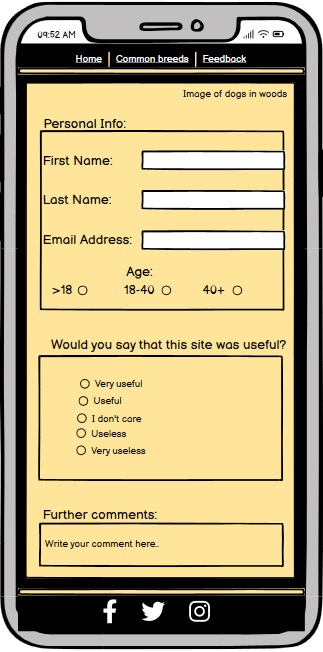 09:52 AM
Home | Common breeds | Feedback
Image of dogs in woods
Personal Info:
First Name:
Last Name:
Email Address:
Age:
>18 18-40 40+
Would you say that this site was useful?
Very useful
Useful
I don't care
Useless
Very useless
Further comments:
Write your comment here..